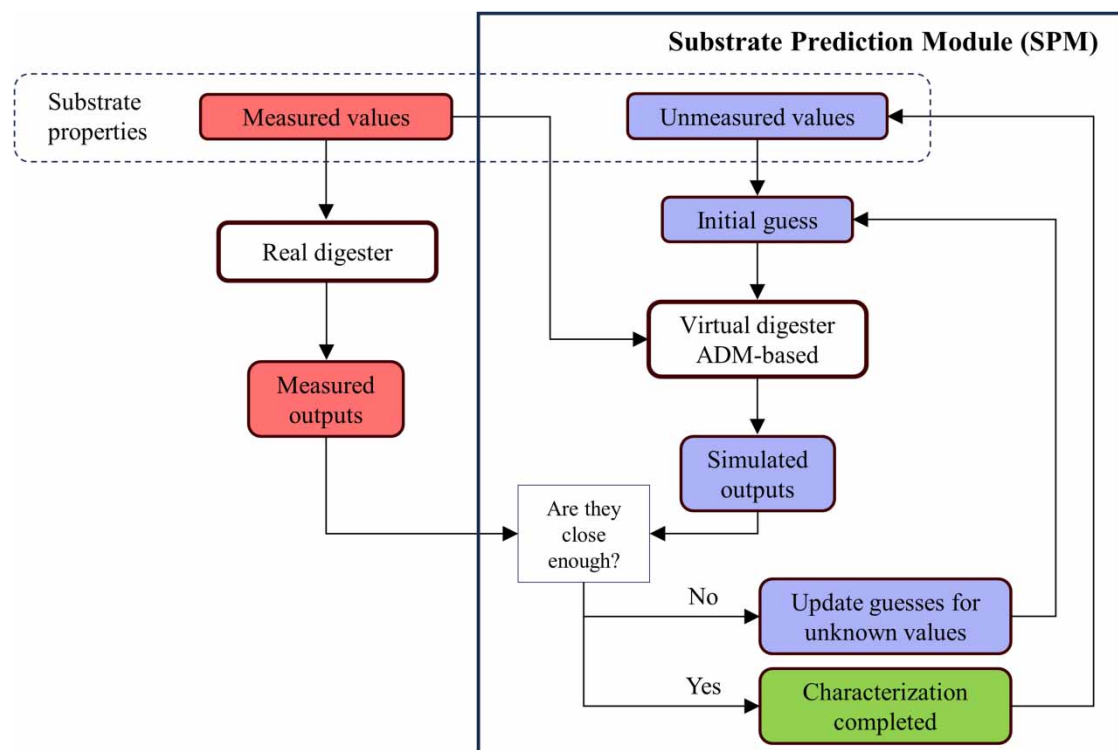 Substrate Prediction Module (SPM)
Substrate
properties
Measured values
Unmeasured values
Initial guess
Real digester
Virtual digester
ADM-based
Measured
outputs
Simulated
outputs
Are they
close
enough?
No
Update guesses for
unknown values
Yes
Characterization
completed